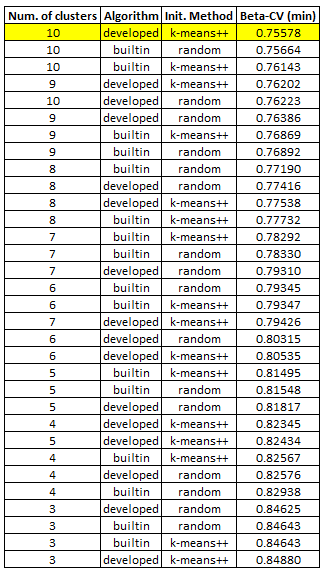 Num. of clusters Algorithm Init. Method Beta-CV (min)
10 developed k-means++ 0.75578
10 builtin random 0.75664
10 builtin k-means++ 0.76143
9 developed k-means++ 0.76202
10 developed random 0.76223
9 developed random 0.76386
9 builtin k-means++ 0.76869
9 builtin random 0.76892
8 builtin random 0.77190
8 developed random 0.77416
8 developed k-means++ 0.77538
8 builtin k-means++ 0.77732
7 builtin k-means++ 0.78292
7 builtin random 0.78330
7 developed random 0.79310
6 builtin random 0.79345
6 builtin k-means++ 0.79347
7 developed k-means++ 0.79426
6 developed random 0.80315
6 developed k-means++ 0.80535
5 builtin k-means++ 0.81495
5 builtin random 0.81548
5 developed random 0.81817
4 developed k-means++ 0.82345
5 developed k-means++ 0.82434
4 builtin k-means++ 0.82567
4 developed random 0.82576
4 builtin random 0.82938
3 developed random 0.84625
3 builtin random 0.84643
3 builtin k-means++ 0.84643
3 developed k-means++ 0.84880